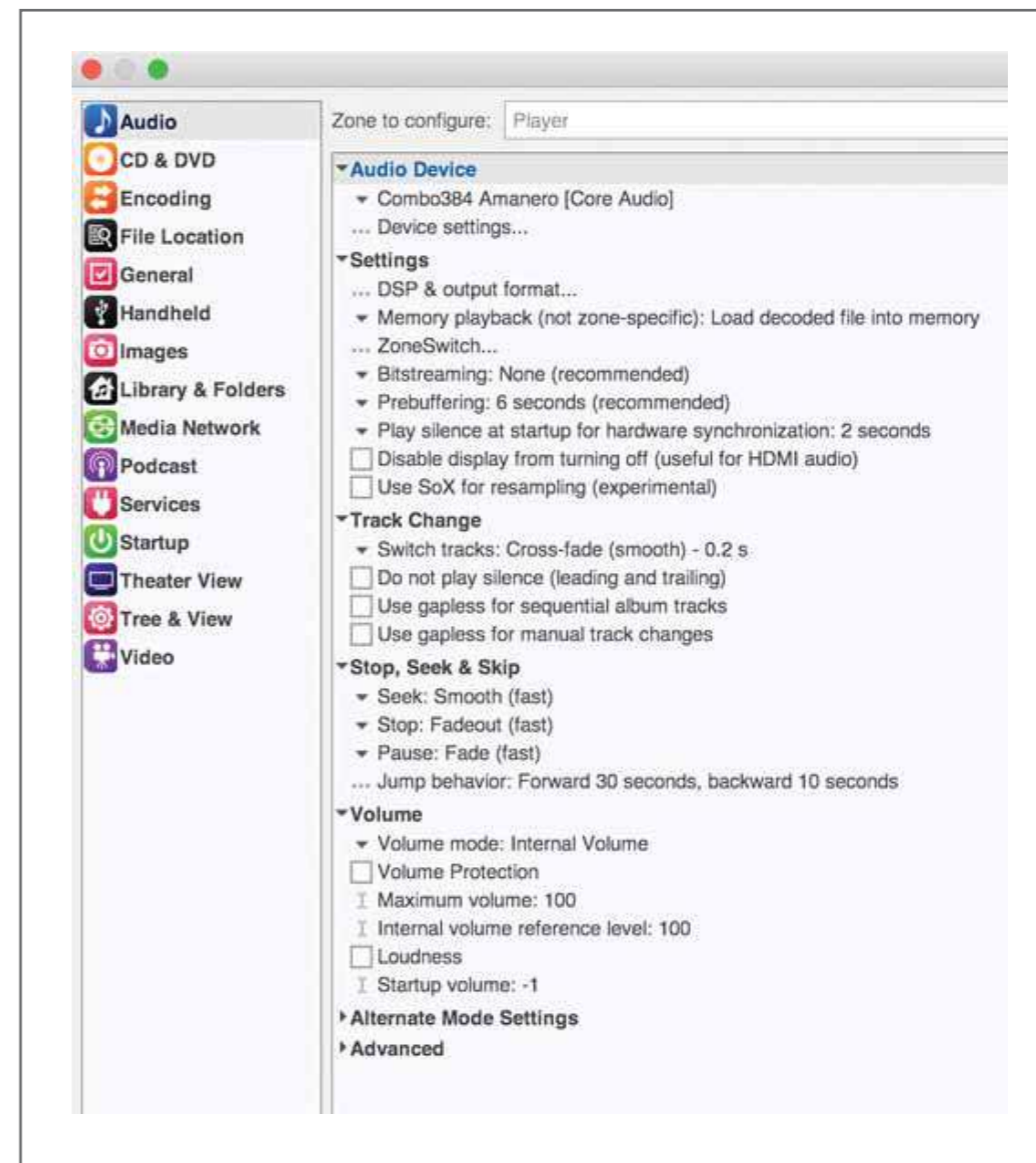 Audio
CD & DVD
Encoding
File Location
General
Handheld
Images
Library & Folders
Media Network
Podcast
Services
Startup
Theater View
Tree & View
Video
Zone to configure: Player
Audio Device
Combo384 Amanero [Core Audio]
... Device settings...
Settings
... DSP & output format...
Memory playback (not zone-specific): Load decoded file into memory
... ZoneSwitch...
Bitstreaming: None (recommended)
Prebuffering: 6 seconds (recommended)
Play silence at startup for hardware synchronization: 2 seconds
Disable display from turning off (useful for HDMI audio)
Use SoX for resampling (experimental)
Track Change
Switch tracks: Cross-fade (smooth) - 0.2 s
Do not play silence (leading and trailing)
Use gapless for sequential album tracks
Use gapless for manual track changes
Stop, Seek & Skip
Seek: Smooth (fast)
Stop: Fadeout (fast)
Pause: Fade (fast)
... Jump behavior: Forward 30 seconds, backward 10 seconds
Volume
Volume mode: Internal Volume
Volume Protection
Maximum volume: 100
Internal volume reference level: 100
Loudness
Startup volume: -1
Alternate Mode Settings
Advanced